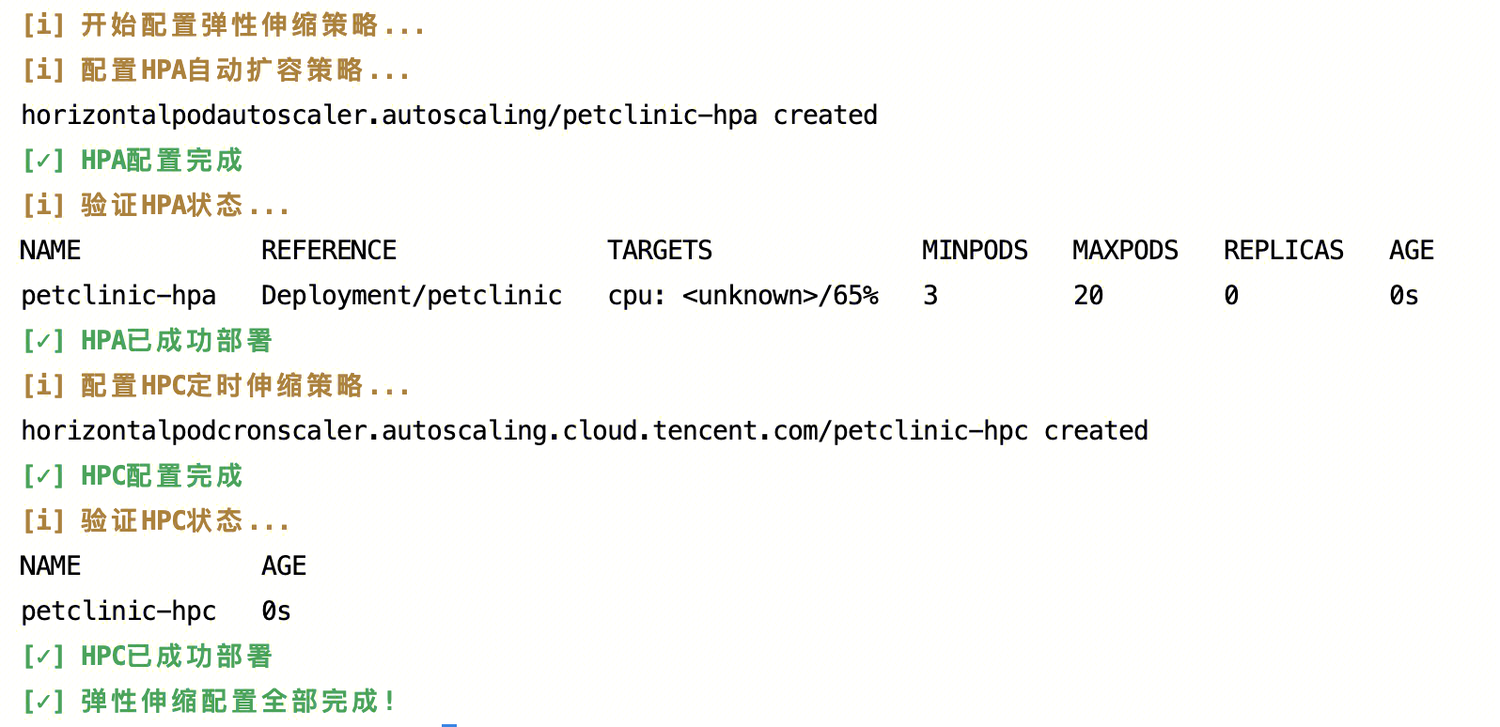 [i] 开始配置弹性伸缩策略...
[i] 配置HPA自动扩容策略...
horizontalpodautoscaler.autoscaling/petclinic-hpa created
[✓] HPA配置完成
[i] 验证HPA状态...
NAME            REFERENCE              TARGETS              MINPODS   MAXPODS   REPLICAS   AGE
petclinic-hpa   Deployment/petclinic   cpu: <unknown>/65%   3         20        0          0s
[✓] HPA已成功部署
[i] 配置HPC定时伸缩策略...
horizontalpodcronscaler.autoscaling.cloud.tencent.com/petclinic-hpc created
[✓] HPC配置完成
[i] 验证HPC状态...
NAME            AGE
petclinic-hpc   0s
[✓] HPC已成功部署
[✓] 弹性伸缩配置全部完成!